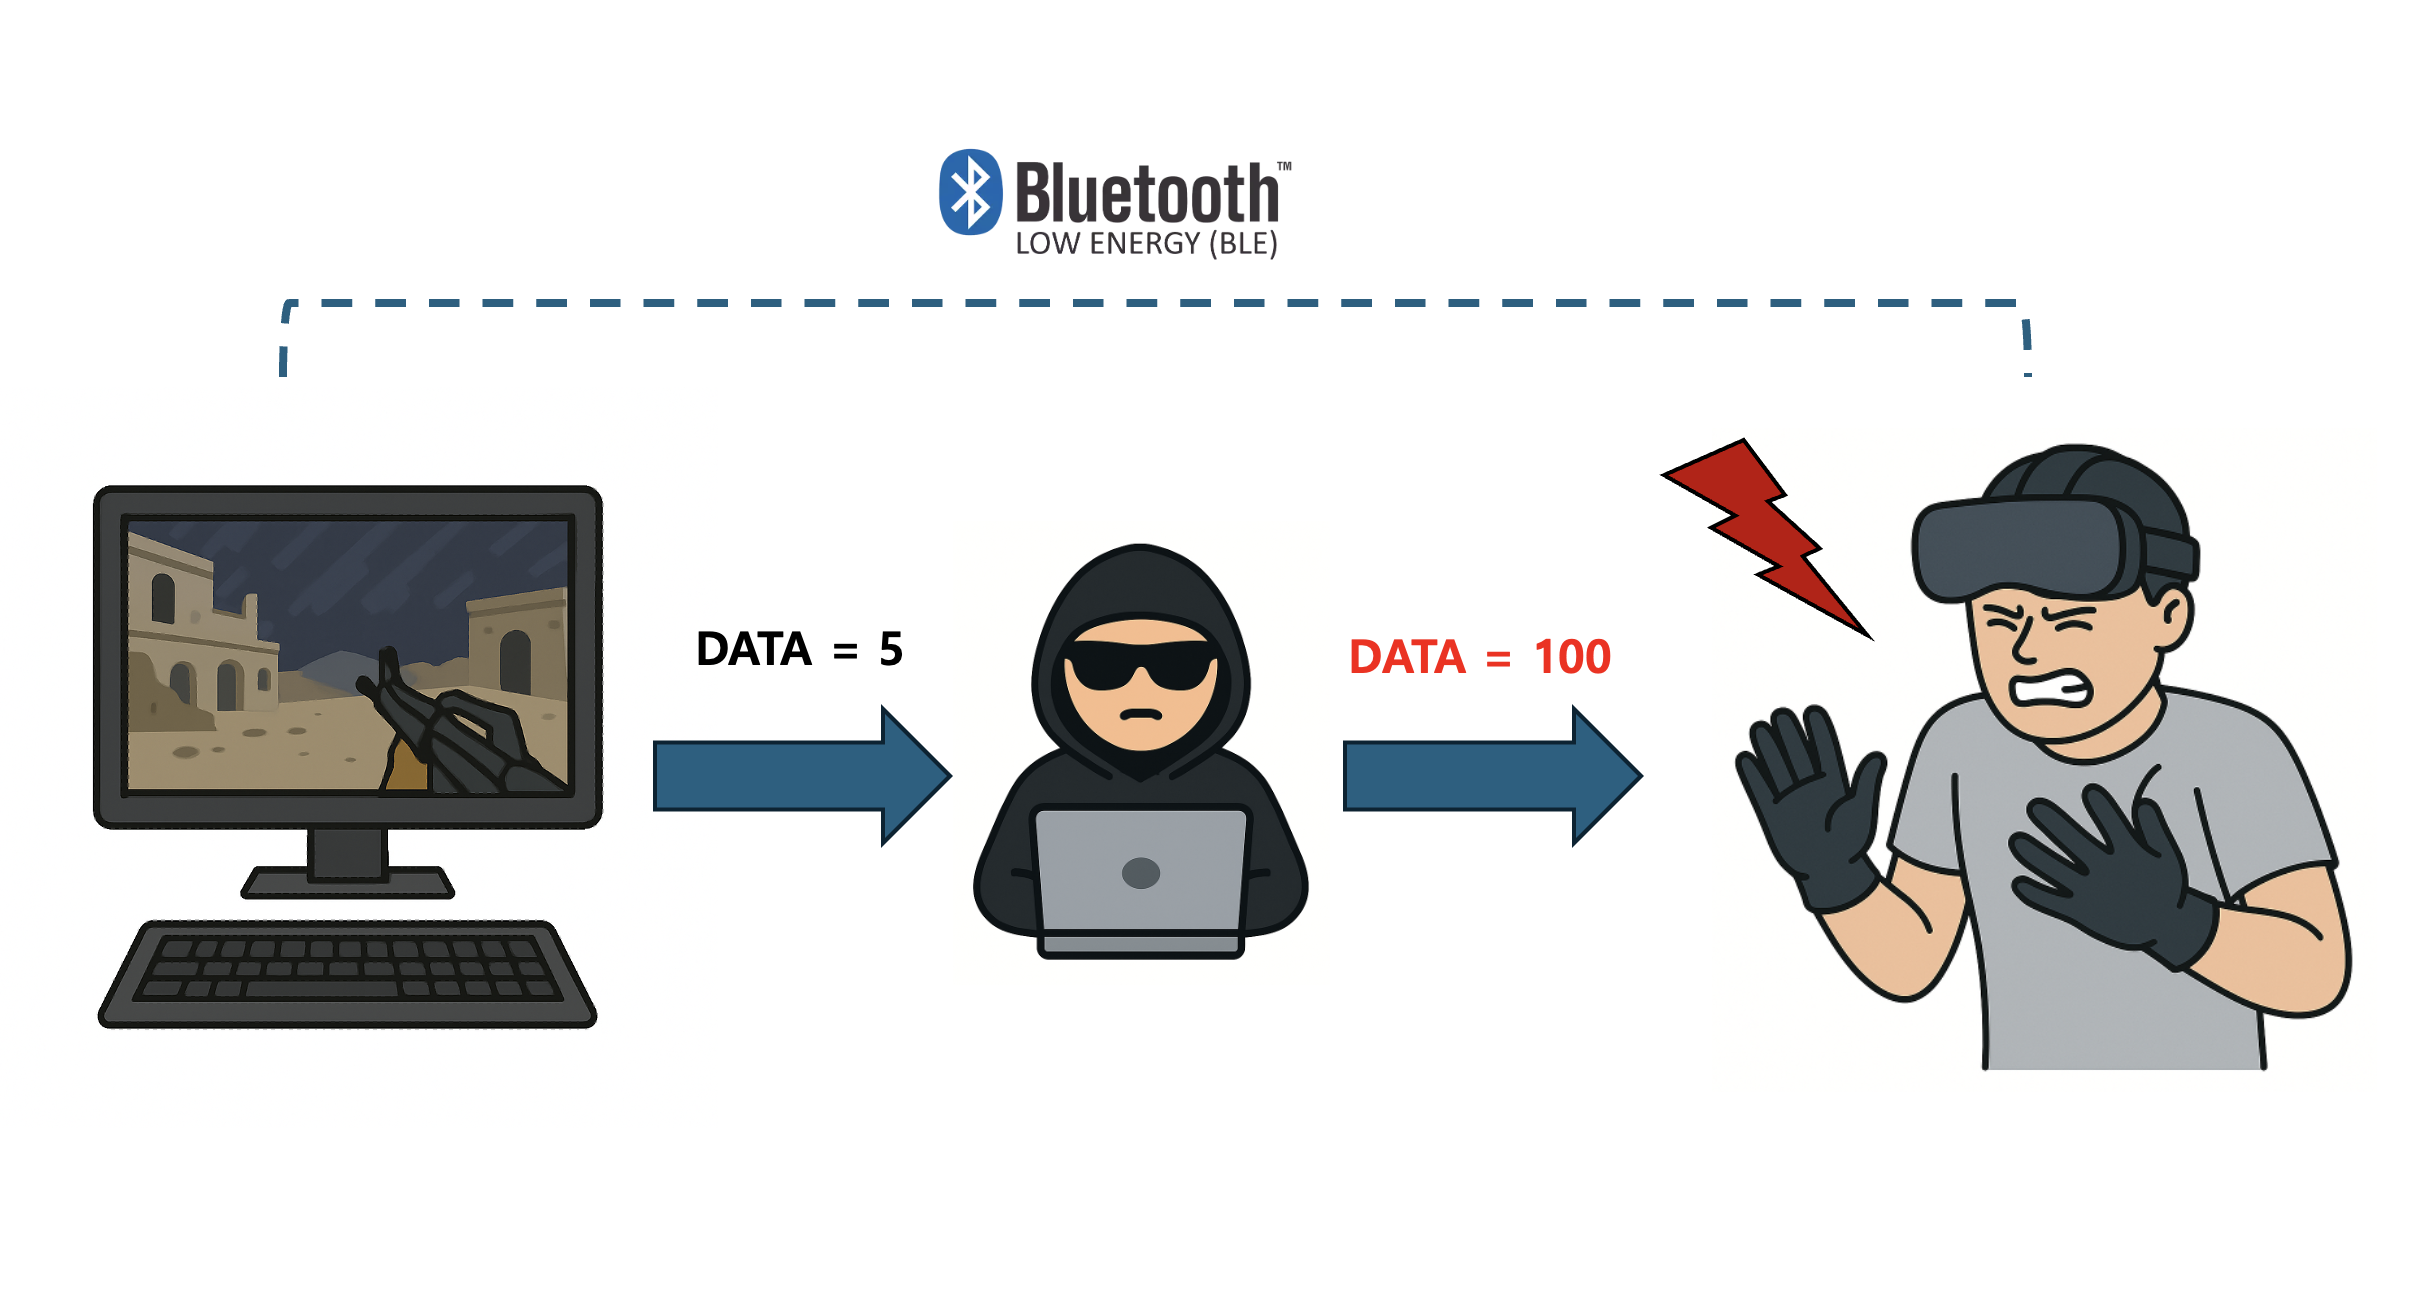 Bluetooth™
LOW ENERGY (BLE)
DATA = 5
DATA = 100